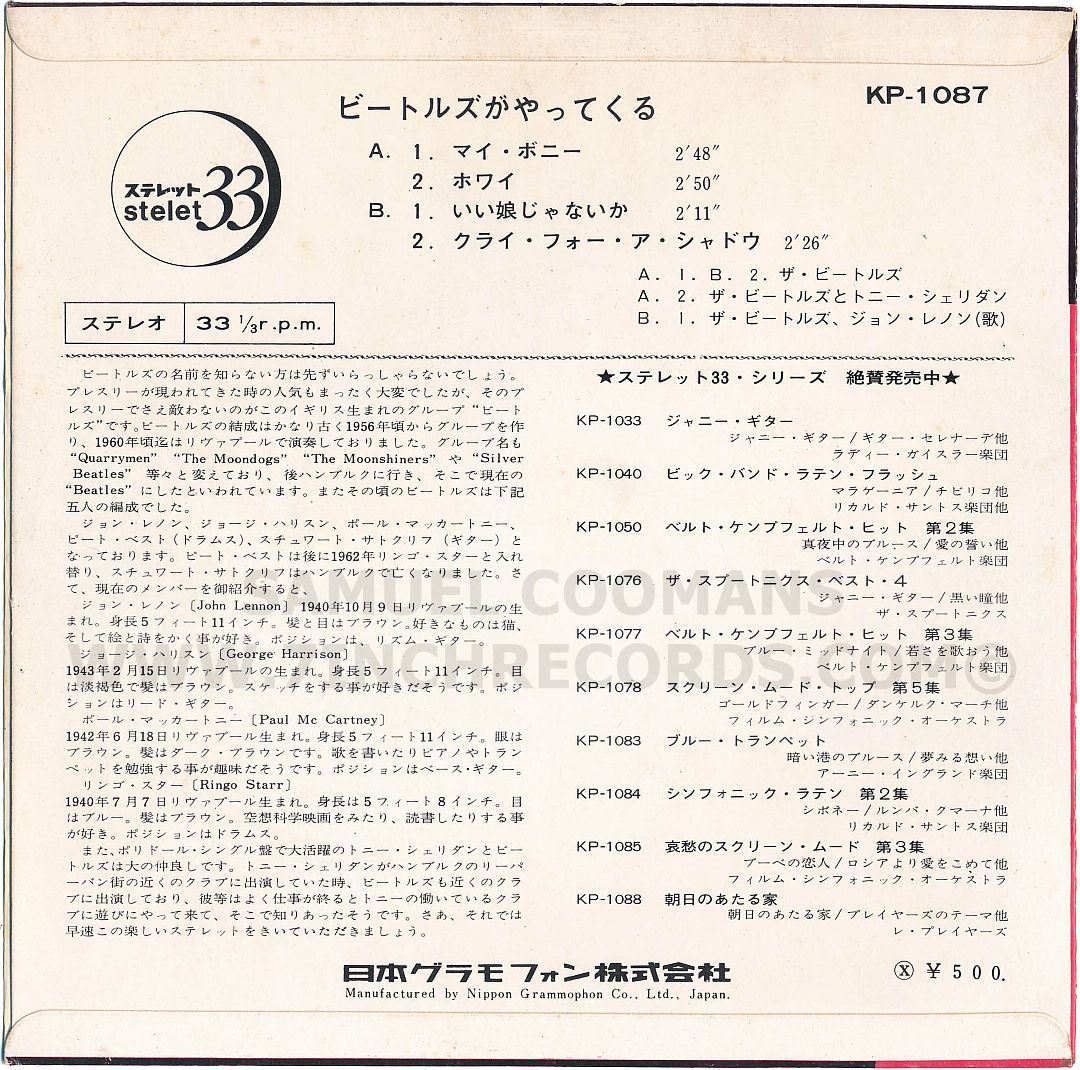 KP-1087
ビートルズがやってくる
A. 1. マイ・ボニー 2′48″
2. ホワイ 2′50″
B. 1. いい娘じゃないか 2′11″
2. クライ・フォー・ア・シャドウ 2′26″
A. 1. B. 2. ザ・ビートルズ
A. 2. ザ・ビートルズとトニー・シェリダン
B. 1. ザ・ビートルズ、ジョン・レノン(歌)
ステレット
stelet 33
ステレオ 33 ⅓r.p.m.
ビートルズの名前を知らない方は先ずいらっしゃらないでしょう。
プレスリーが現われてきた時の人気もまったく大変でしたが、そのプ
レスリーでさえ敵わないのがこのイギリス生まれのグループ“ビート
ルズ”です。ビートルズの結成はかなり古く1956年頃からグループを作
り、1960年頃迄はリヴァプールで演奏しておりました。グループ名も
“Quarrymen” “The Moondogs” “The Moonshiners” や “Silver
Beatles” 等々と変えており、後ハンブルクに行き、そこで現在の
“Beatles” にしたといわれています。またその頃のビートルズは下記
五人の編成でした。
ジョン・レノン、ジョージ・ハリスン、ポール・マッカートニー、
ピート・ベスト(ドラムス)、スチュワート・サトクリフ(ギター)と
なっております。ピート・ベストは後に1962年リンゴ・スターと入れ
替り、スチュワート・サトクリフはハンブルクで亡くなりました。さ
て、現在のメンバーを御紹介すると、
ジョン・レノン〔John Lennon〕1940年10月9日リヴァプールの生
まれ。身長5フィート11インチ。髪と目はブラウン。好きなものは猫、
そして絵と詩をかく事が好き。ポジションは、リズム・ギター。
ジョージ・ハリスン〔George Harrison〕
1943年2月15日リヴァプールの生まれ。身長5フィート11インチ。目
は淡褐色で髪はブラウン。スケッチをする事が好きだそうです。ポジ
ションはリード・ギター。
ポール・マッカートニー〔Paul Mc Cartney〕
1942年6月18日リヴァプール生まれ。身長5フィート11インチ。眼は
ブラウン。髪はダーク・ブラウンです。歌を書いたりピアノやトラン
ペットを勉強する事が趣味だそうです。ポジションはベース・ギター。
リンゴ・スター〔Ringo Starr〕
1940年7月7日リヴァプール生まれ。身長は5フィート8インチ。目
はブルー。髪はブラウン。空想科学映画をみたり、読書したりする事
が好き。ポジションはドラムス。
また、ポリドール・シングル盤で大活躍のトニー・シェリダンとビー
トルズは大の仲良しです。トニー・シェリダンがハンブルクのリーパ
ーバン街の近くのクラブに出演していた時、ビートルズも近くのクラ
ブに出演しており、彼等はよく仕事が終るとトニーの働いているクラ
ブに遊びにやって来て、そこで知りあったそうです。さあ、それでは
早速この楽しいステレットをきいていただきましょう。
★ステレット33・シリーズ 絶賛発売中★
KP-1033 ジャニー・ギター
ジャニー・ギター/ギター・セレナーデ他
ラディー・ガイスラー楽団
KP-1040 ビック・バンド・ラテン・フラッシュ
マラゲーニア/チビリコ他
リカルド・サントス楽団他
KP-1050 ベルト・ケンプフェルト・ヒット 第2集
真夜中のブルース/愛の誓い他
ベルト・ケンプフェルト楽団
KP-1076 ザ・スプートニクス・ベスト・4
ジャニー・ギター/黒い瞳他
ザ・スプートニクス
KP-1077 ベルト・ケンプフェルト・ヒット 第3集
ブルー・ミッドナイト/若さを歌おう他
ベルト・ケンプフェルト楽団
KP-1078 スクリーン・ムード・トップ 第5集
ゴールドフィンガー/ダンケルク・マーチ他
フィルム・シンフォニック・オーケストラ
KP-1083 ブルー・トランペット
暗い港のブルース/夢みる想い他
アーニー・イングランド楽団
KP-1084 シンフォニック・ラテン 第2集
シボネー/ルンバ・クマーナ他
リカルド・サントス楽団
KP-1085 哀愁のスクリーン・ムード 第3集
ブーベの恋人/ロシアより愛をこめて他
フィルム・シンフォニック・オーケストラ
KP-1088 朝日のあたる家
朝日のあたる家/プレイヤーズのテーマ他
レ・プレイヤーズ
SAMUEL COOMANS
日本グラモフォン株式会社
Manufactured by Nippon Grammophon Co., Ltd., Japan.
Ⓧ ¥500.